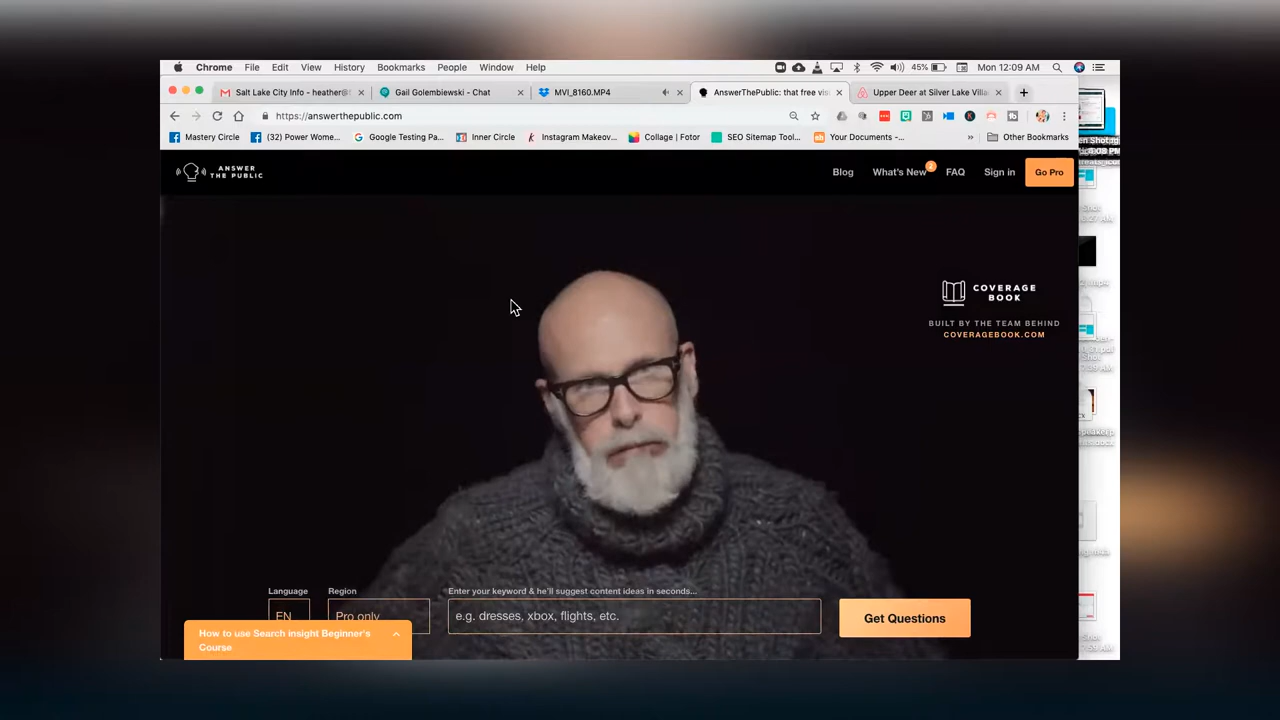 Chrome File Edit View History Bookmarks People Window Help 45% Mon 12:09 AM
Salt Lake City Info - heather@s
Gail Golembiewski - Chat
MVI_8160.MP4
AnswerThePublic: that free vis
Upper Deer at Silver Lake Villa
https://answerthepublic.com
Mastery Circle
(32) Power Wome...
GoogleTesting Pa...
Inner Circle
Instagram Makeov...
Collage | Fotor
SEO Sitemap Tool...
Your Documents -...
Other Bookmarks
ANSWER
THE PUBLIC
Blog What's New 2 FAQ Sign in Go Pro
COVERAGE
BOOK
BUILT BY THE TEAM BEHIND
COVERAGEBOOK.COM
Language
Region
Enter your keyword & he'll suggest content ideas in seconds...
EN
Pro only
e.g. dresses, xbox, flights, etc.
Get Questions
How to use Search insight Beginner's
Course